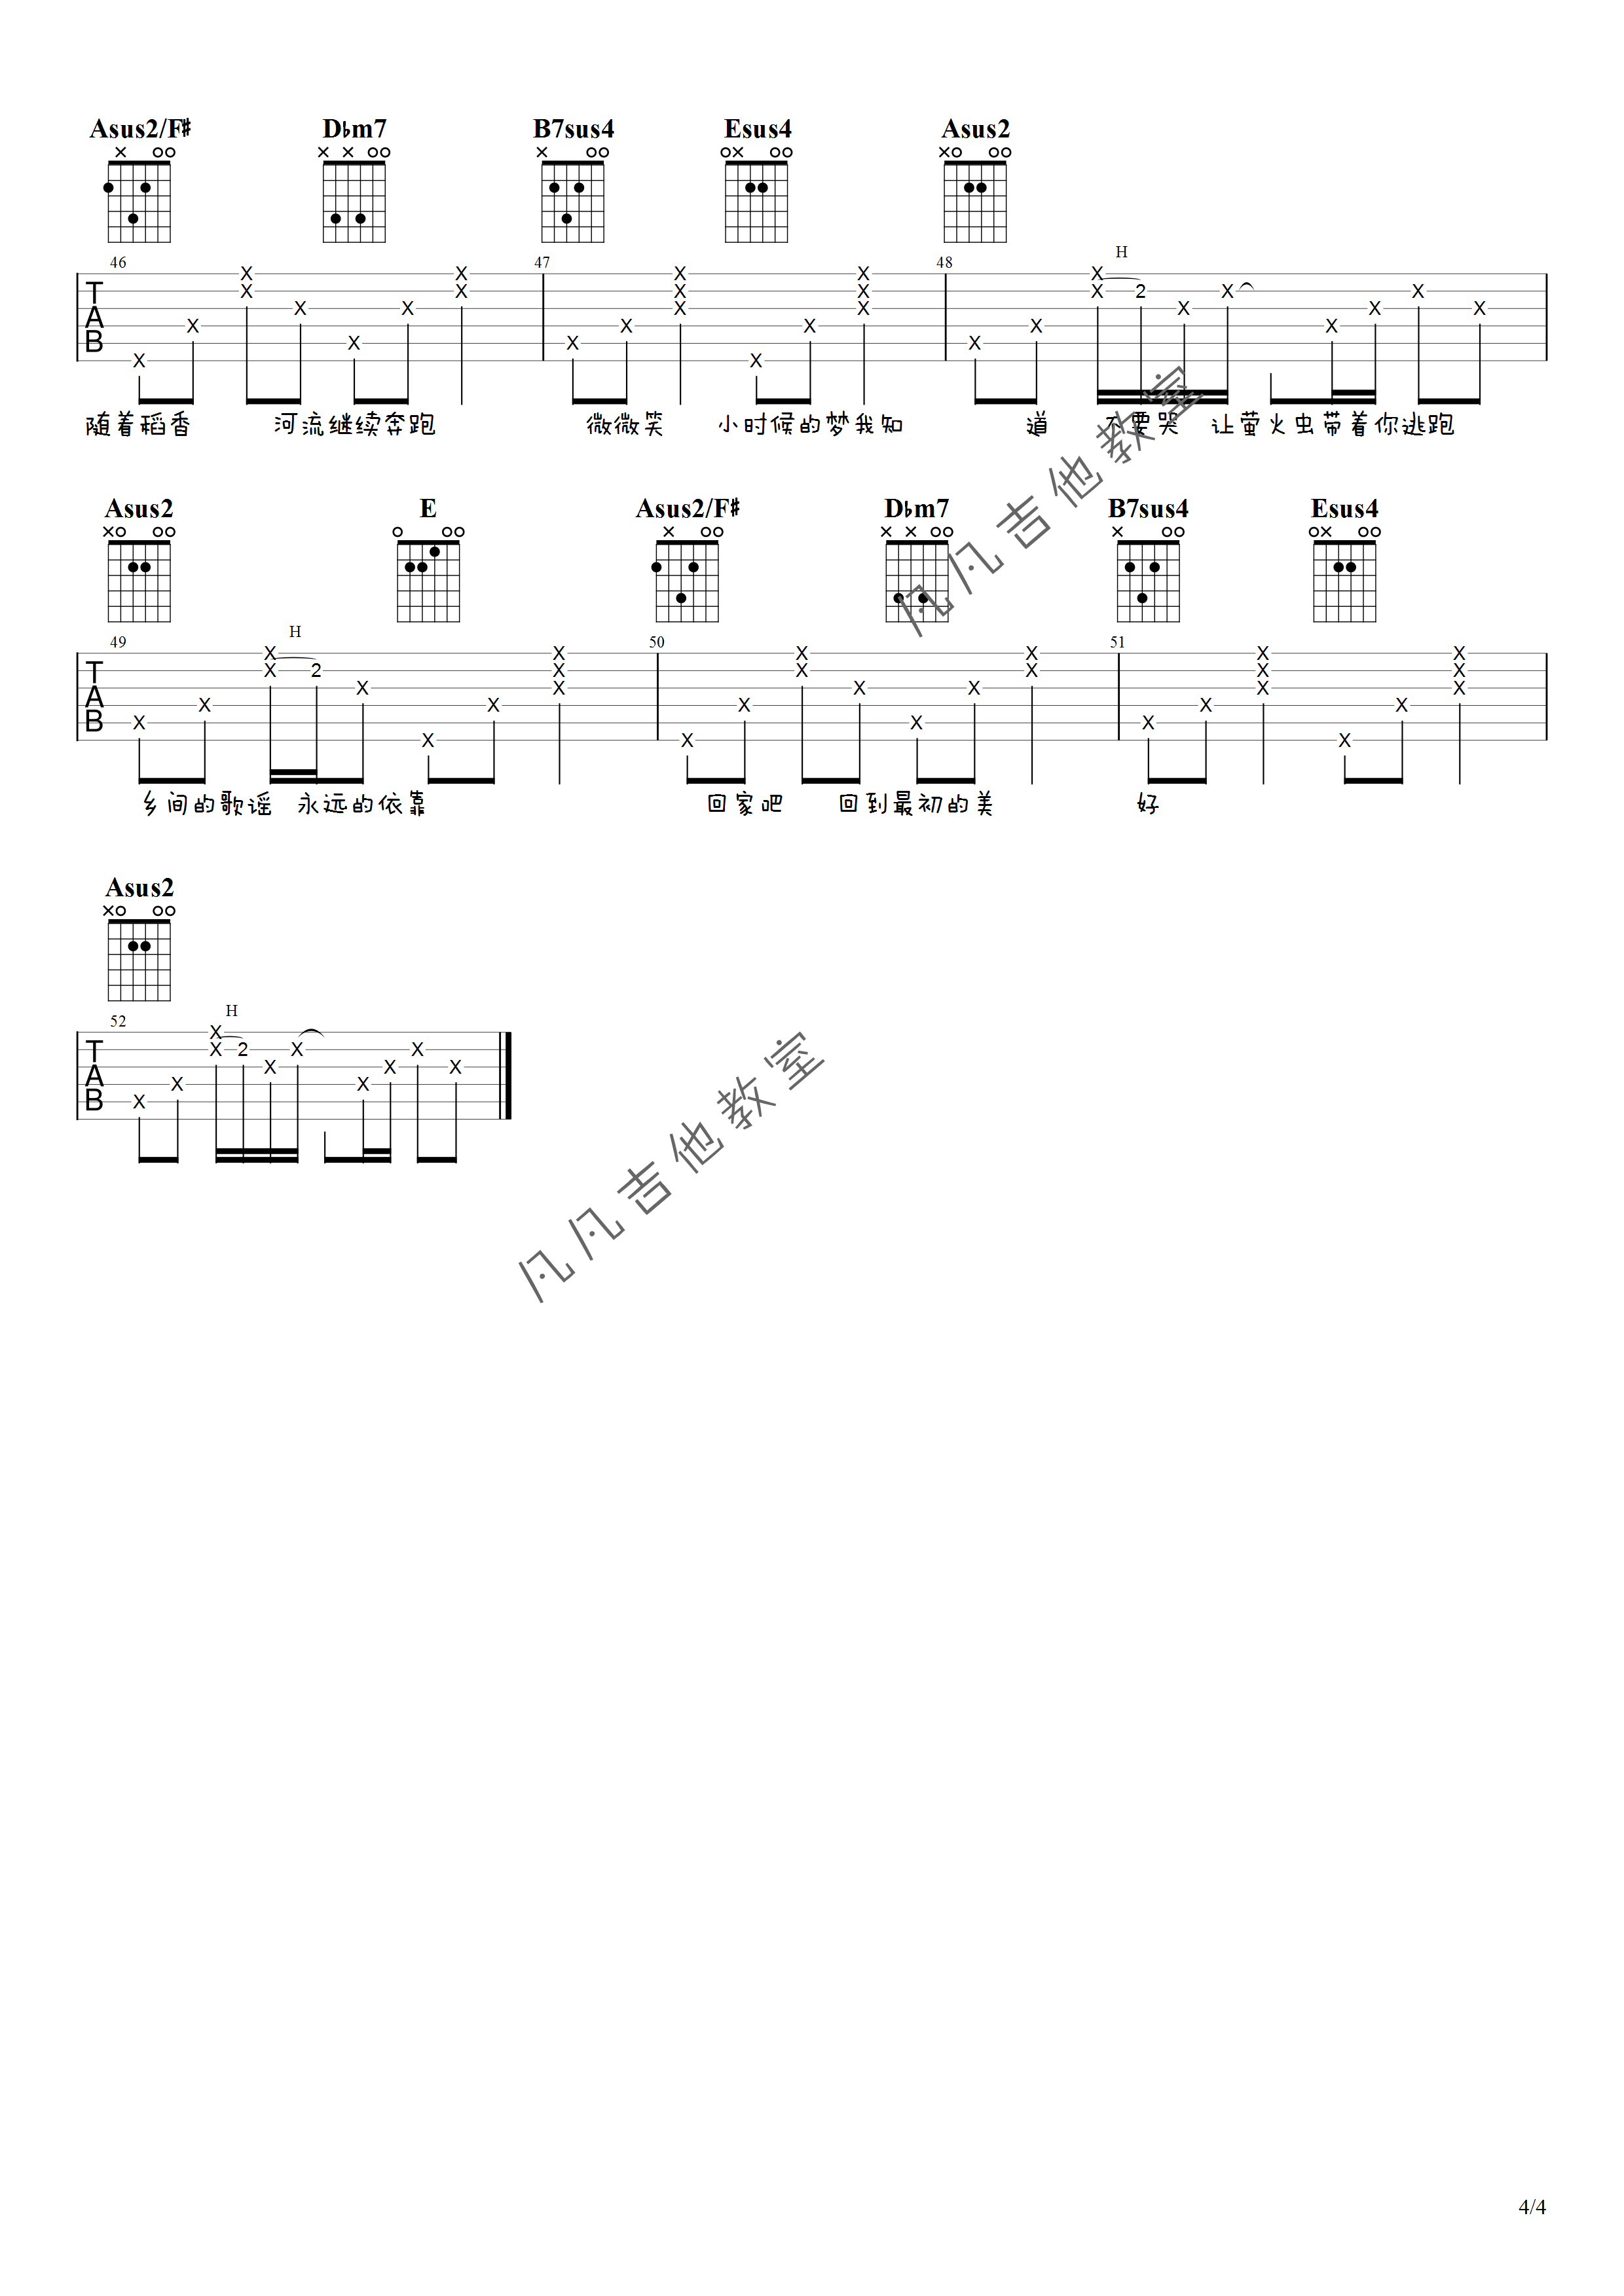 Asus2/F♯ D♭m7 B7sus4 Esus4 Asus2
46 47 48 H
T A B
2
随着稻香 河流继续奔跑 微微笑 小时候的梦我知 道 不要哭 让萤火虫带着你逃跑
凡凡吉他教室
Asus2 E Asus2/F♯ D♭m7 B7sus4 Esus4
49 H 50 51
T A B
2
乡间的歌谣 永远的依靠 回家吧 回到最初的美 好
Asus2
52 H
T A B
2
凡凡吉他教室
4/4